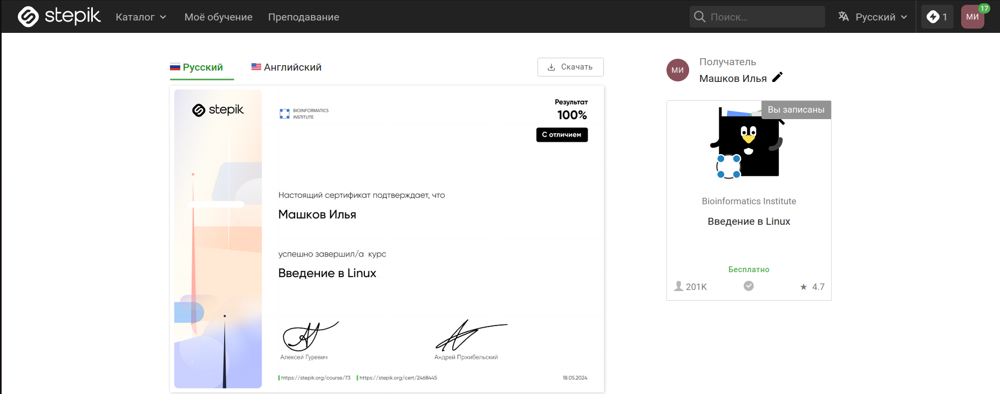 stepik
Каталог
Моё обучение
Преподавание
Поиск...
Русский
1
МИ
17
Русский
Английский
Скачать
stepik
BIOINFORMATICS
INSTITUTE
Результат
100%
С отличием
Настоящий сертификат подтверждает, что
Машков Илья
успешно завершил/а курс
Введение в Linux
Алексей Гуревич
Андрей Пржибельский
https://stepik.org/course/73
https://stepik.org/cert/2468445
18.05.2024
МИ
Получатель
Машков Илья
Вы записаны
Bioinformatics Institute
Введение в Linux
Бесплатно
201K
4.7